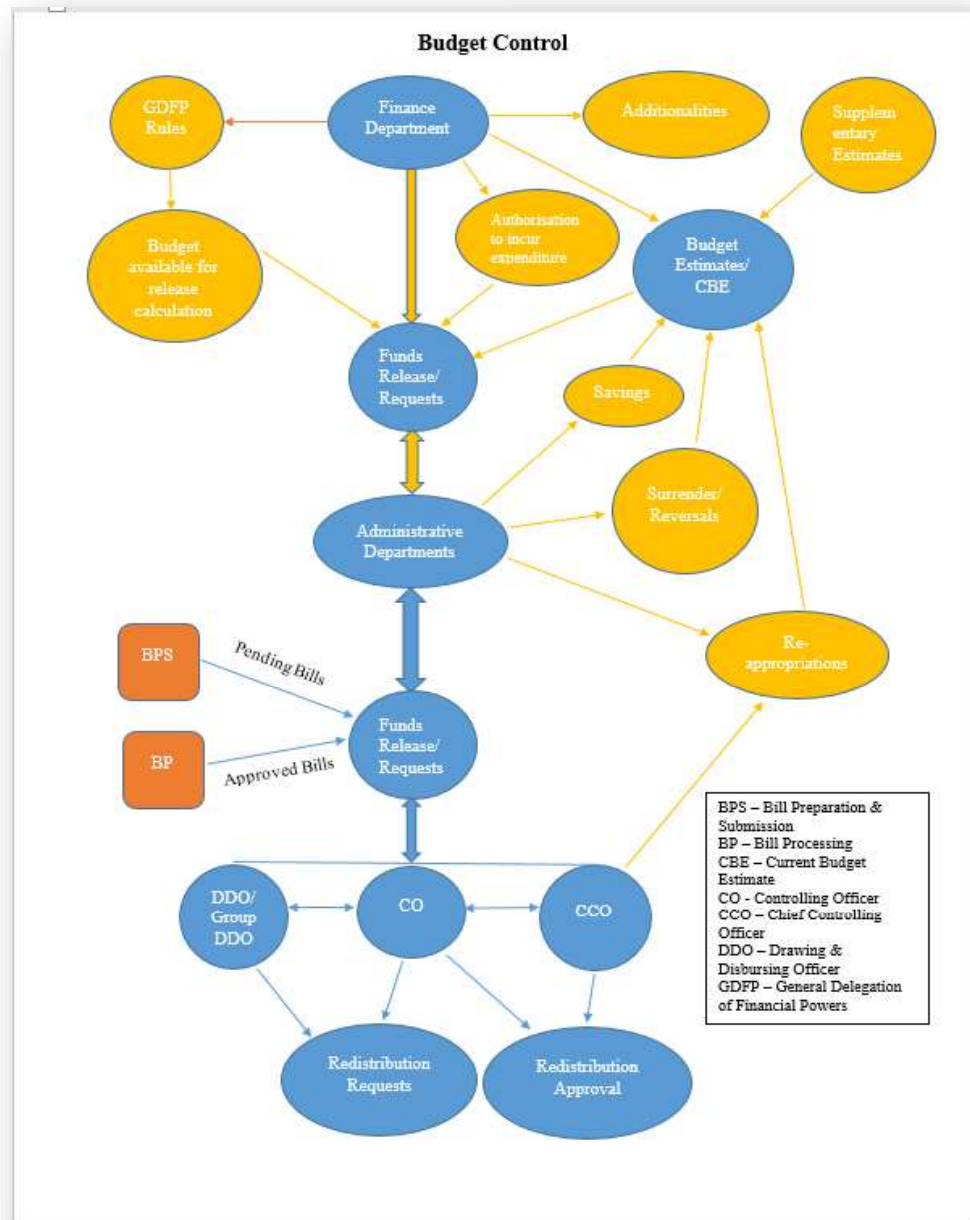 Budget Control
GDFP
Rules
Finance
Department
Additionalities
Supplem
entary
Estimates
Authorisation
to incur
expenditure
Budget
available for
release
calculation
Budget
Estimates/
CBE
Funds
Release/
Requests
Savings
Surrender/
Reversals
Administrative
Departments
Re-
appropriations
BPS
Pending Bills
BP
Approved Bills
Funds
Release/
Requests
BPS – Bill Preparation &
Submission
BP – Bill Processing
CBE – Current Budget
Estimate
CO - Controlling Officer
CCO – Chief Controlling
Officer
DDO – Drawing &
Disbursing Officer
GDFP – General Delegation
of Financial Powers
DDO/
Group
DDO
CO
CCO
Redistribution
Requests
Redistribution
Approval